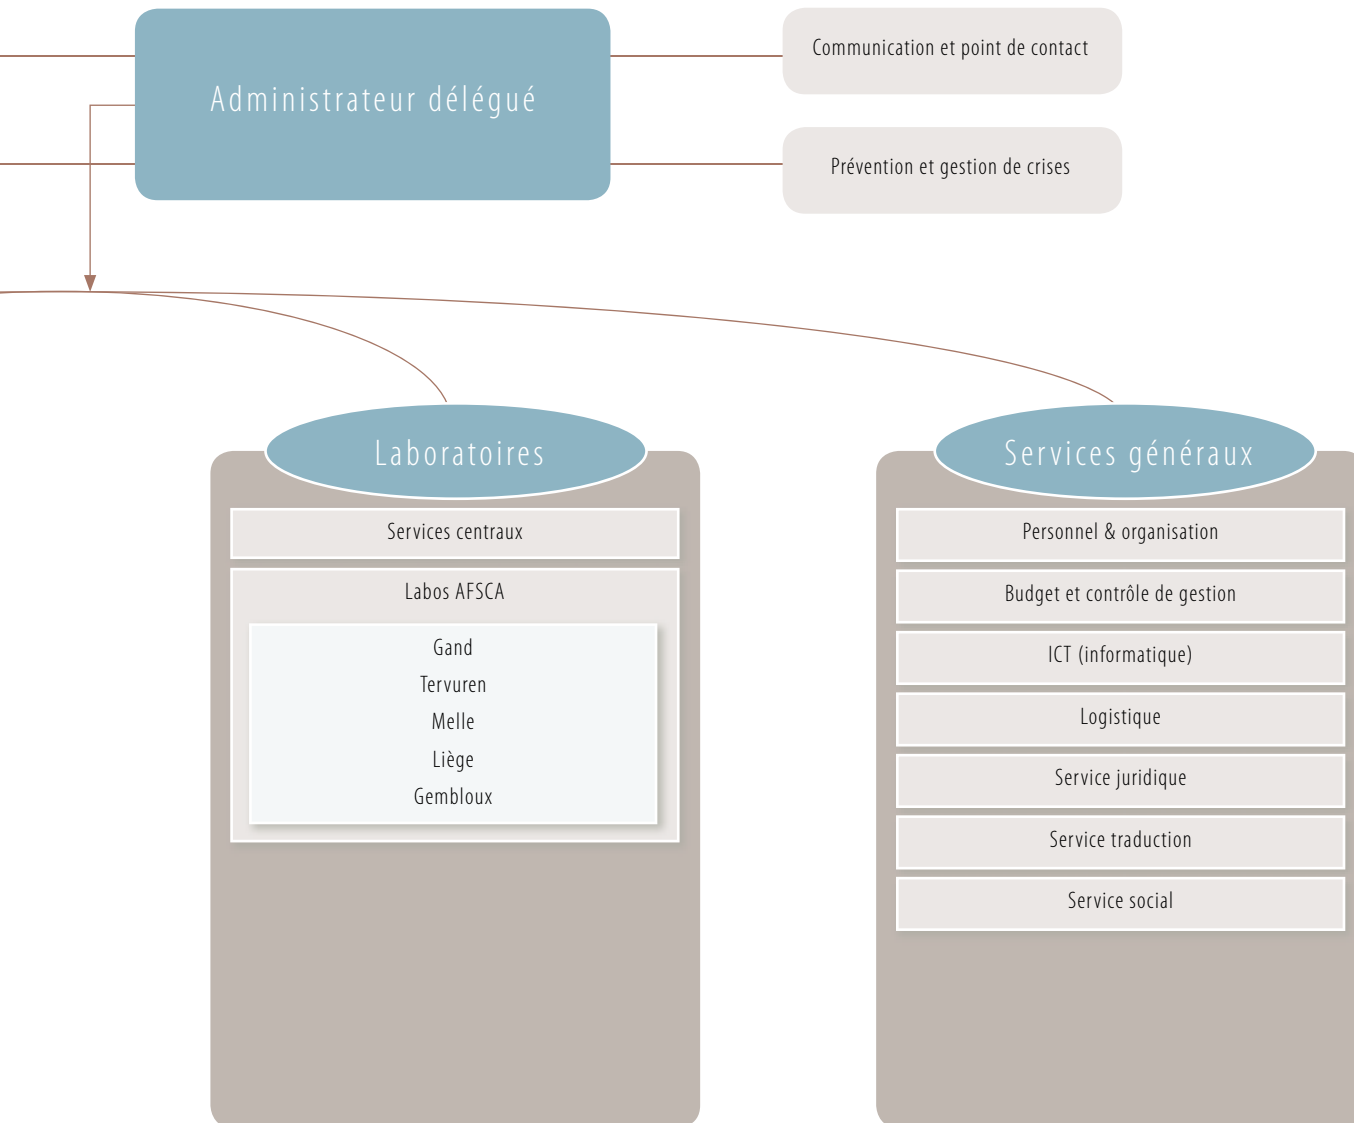 Administrateur délégué
Communication et point de contact
Prévention et gestion de crises
Laboratoires
Services centraux
Labos AFSCA
Gand
Tervuren
Melle
Liège
Gembloux
Services généraux
Personnel & organisation
Budget et contrôle de gestion
ICT (informatique)
Logistique
Service juridique
Service traduction
Service social